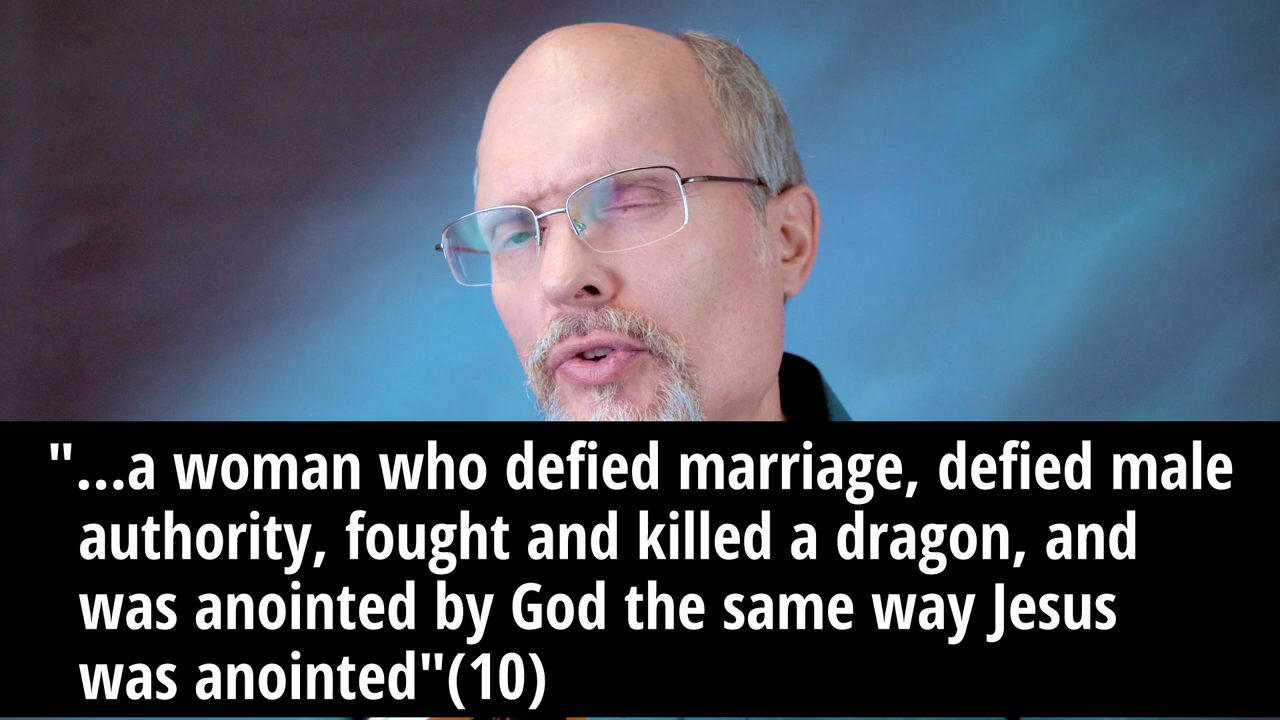 "...a woman who defied marriage, defied male
authority, fought and killed a dragon, and
was anointed by God the same way Jesus
was anointed"(10)